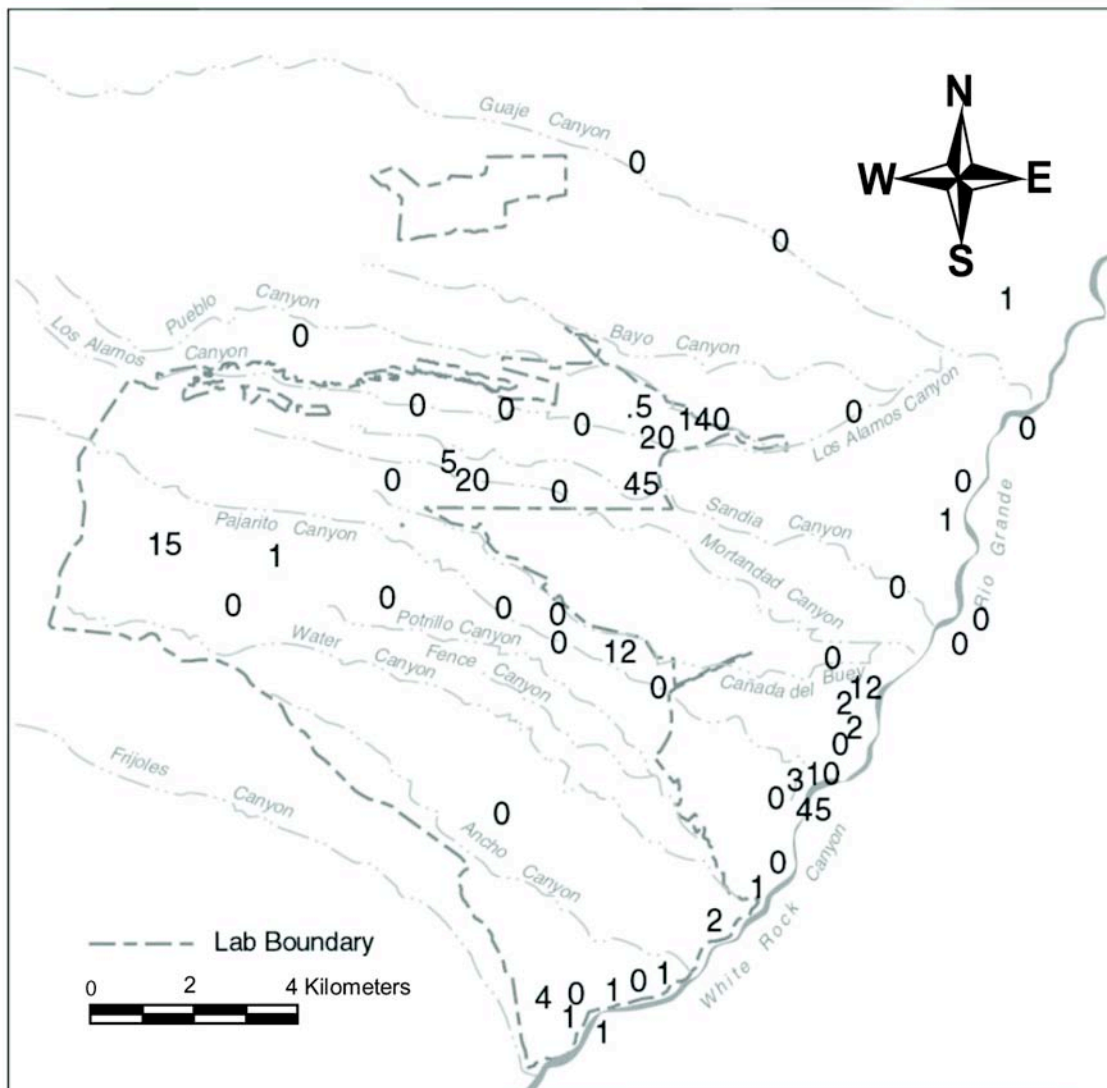 N
W E
S
Guaje Canyon
0
0
1
Pueblo Canyon
0
Los Alamos Canyon
Bayo Canyon
0
0
0
.5
140
20
0
Los Alamos Canyon
0
5
20
0
0
45
0
1
Sandia Canyon
Rio Grande
Pajarito Canyon
15
1
Mortandad Canyon
0
0
0
0
0
0
0
0
Potrillo Canyon
Water Canyon
Fence Canyon
12
0
0
Cañada del Buey
12
2
2
0
3
10
0
45
Frijoles Canyon
0
Ancho Canyon
0
1
2
White Rock Canyon
Lab Boundary
0 2 4 Kilometers
4
0
1
0
1
1
1